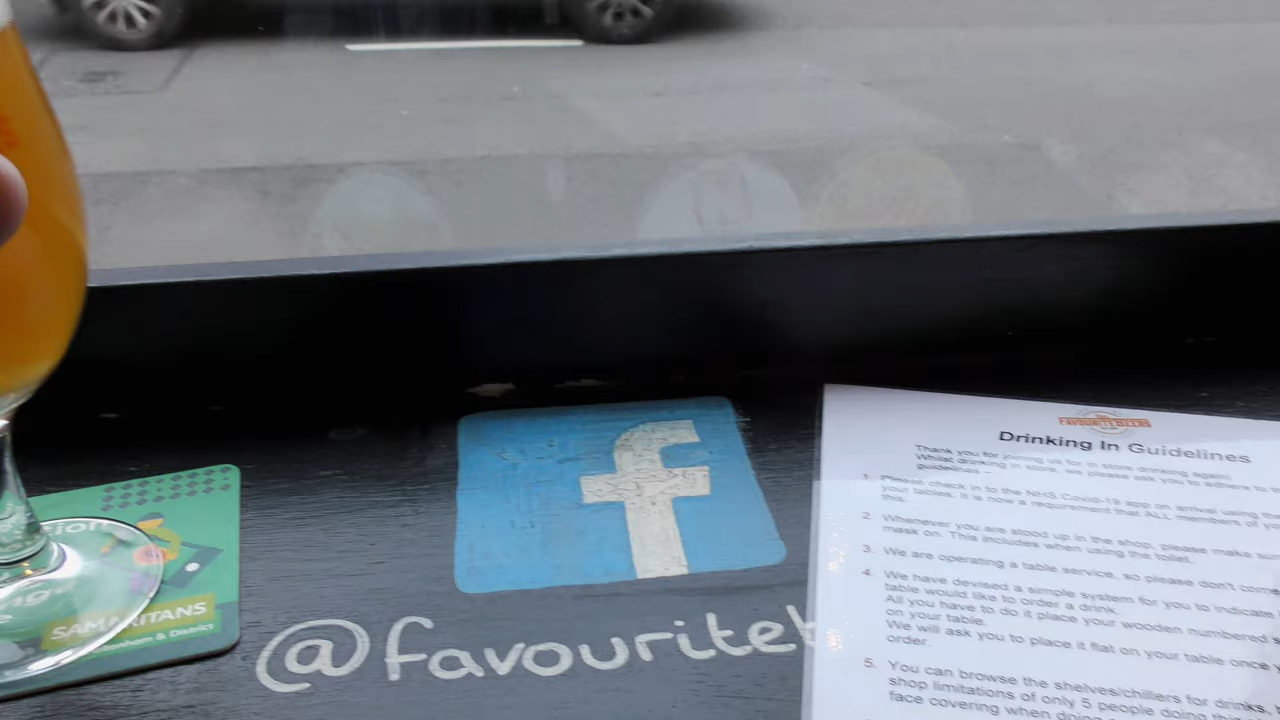 FAVOURITE BEERS
Drinking In Guidelines
Thank you for joining us for in store drinking again,
whilst drinking in store, we please ask you to adhere to
guidelines -
1. Please check in to the NHS Covid-19 app on arrival using
your tables. It is now a requirement that ALL members of
this.
2. Whenever you are stood up in the shop, please make
mask on. This includes when using the toilet.
3. We are operating a table service, so please don't
4. We have devised a simple system for you to indicate
table would like to order a drink.
All you have to do it place your wooden numbered
on your table.
We will ask you to place it flat on your table once
order.
5. You can browse the shelves/chillers for drinks.
shop limitations of only 5 people doing
face covering when doing
f
@favourite
SAMARITANS
& District